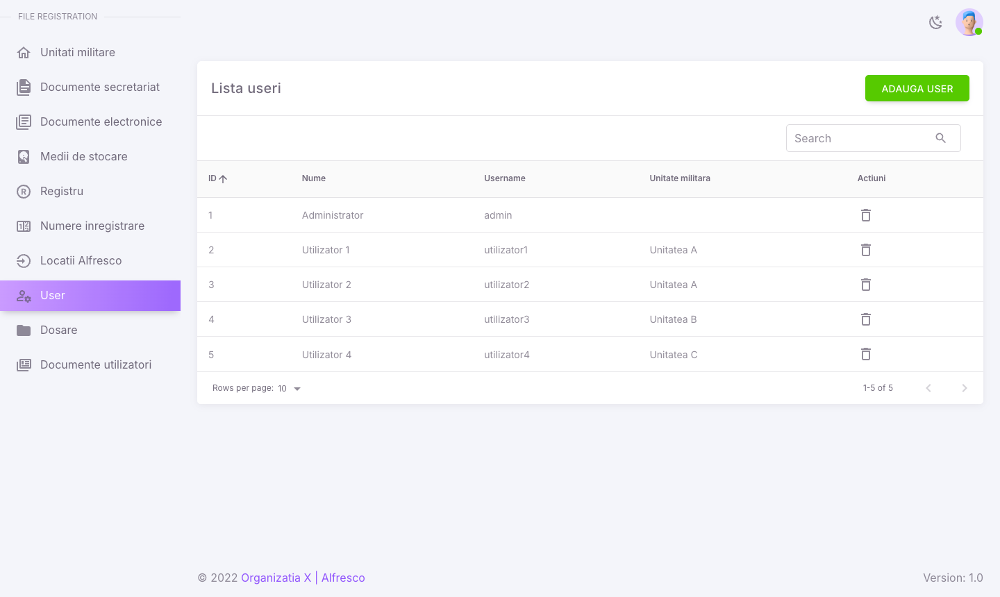 FILE REGISTRATION
Unitati militare
Documente secretariat
Documente electronice
Medii de stocare
Registru
Numere inregistrare
Locatii Alfresco
User
Dosare
Documente utilizatori
Lista useri
ADAUGA USER
Search
ID Nume Username Unitate militara Actiuni
1 Administrator admin
2 Utilizator 1 utilizator1 Unitatea A
3 Utilizator 2 utilizator2 Unitatea A
4 Utilizator 3 utilizator3 Unitatea B
5 Utilizator 4 utilizator4 Unitatea C
Rows per page: 10 1-5 of 5
© 2022 Organizatia X | Alfresco Version: 1.0